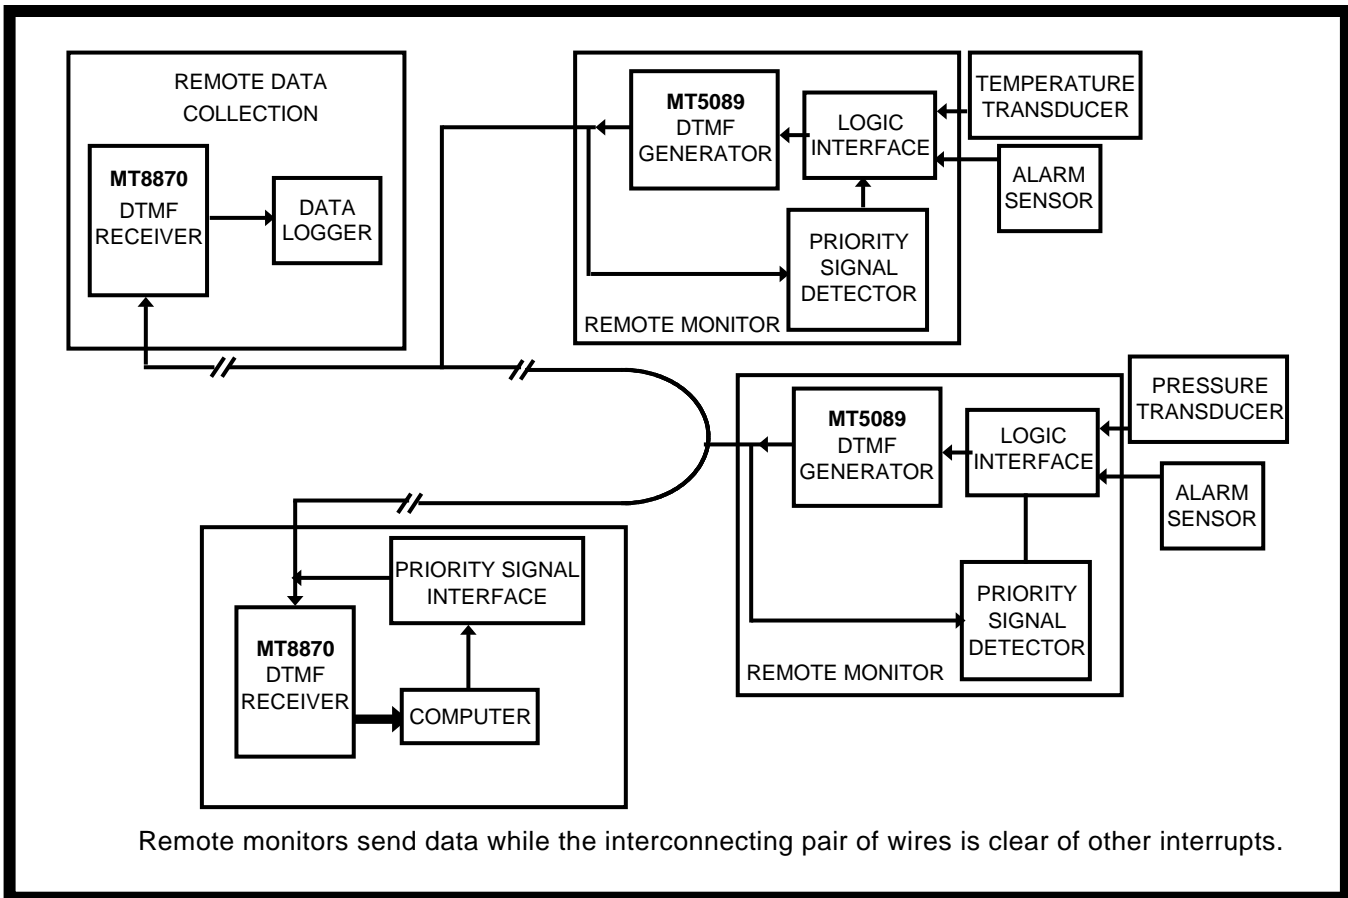 REMOTE DATA
COLLECTION
MT8870
DTMF
RECEIVER
DATA
LOGGER
MT5089
DTMF
GENERATOR
LOGIC
INTERFACE
PRIORITY
SIGNAL
DETECTOR
REMOTE MONITOR
TEMPERATURE
TRANSDUCER
ALARM
SENSOR
MT5089
DTMF
GENERATOR
LOGIC
INTERFACE
PRIORITY
SIGNAL
DETECTOR
REMOTE MONITOR
PRESSURE
TRANSDUCER
ALARM
SENSOR
PRIORITY SIGNAL
INTERFACE
MT8870
DTMF
RECEIVER
COMPUTER
Remote monitors send data while the interconnecting pair of wires is clear of other interrupts.